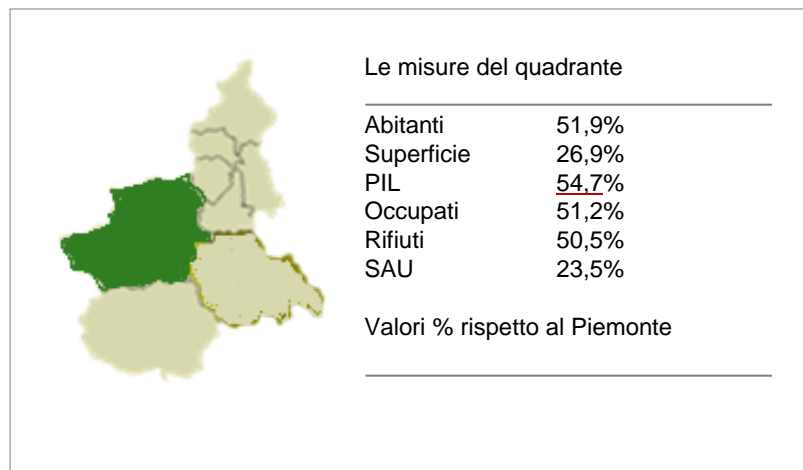 Le misure del quadrante
Abitanti 51,9%
Superficie 26,9%
PIL 54,7%
Occupati 51,2%
Rifiuti 50,5%
SAU 23,5%
Valori % rispetto al Piemonte